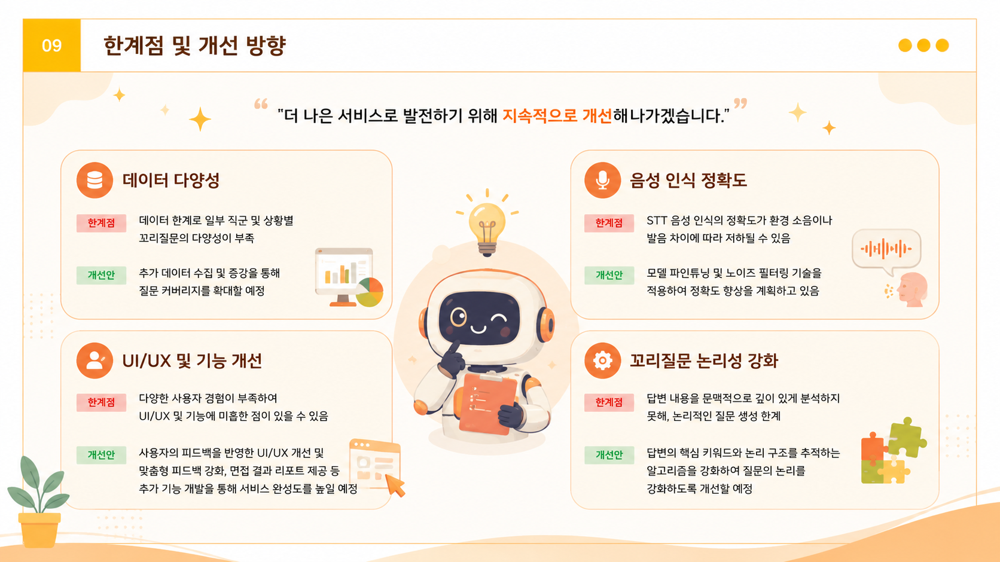 09
한계점 및 개선 방향
“ "더 나은 서비스로 발전하기 위해 지속적으로 개선해나가겠습니다." ”
데이터 다양성
한계점
데이터 한계로 일부 직군 및 상황별
꼬리질문의 다양성이 부족
개선안
추가 데이터 수집 및 증강을 통해
질문 커버리지를 확대할 예정
음성 인식 정확도
한계점
STT 음성 인식의 정확도가 환경 소음이나
발음 차이에 따라 저하될 수 있음
개선안
모델 파인튜닝 및 노이즈 필터링 기술을
적용하여 정확도 향상을 계획하고 있음
UI/UX 및 기능 개선
한계점
다양한 사용자 경험이 부족하여
UI/UX 및 기능에 미흡한 점이 있을 수 있음
개선안
사용자의 피드백을 반영한 UI/UX 개선 및
맞춤형 피드백 강화, 면접 결과 리포트 제공 등
추가 기능 개발을 통해 서비스 완성도를 높일 예정
꼬리질문 논리성 강화
한계점
답변 내용을 문맥적으로 깊이 있게 분석하지
못해, 논리적인 질문 생성 한계
개선안
답변의 핵심 키워드와 논리 구조를 추적하는
알고리즘을 강화하여 질문의 논리를
강화하도록 개선할 예정